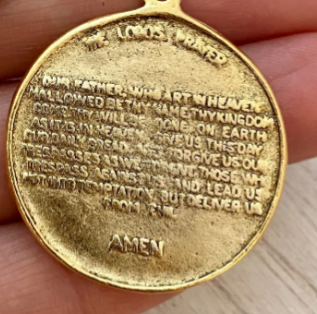 THE LORDS PRAYER
OUR FATHER, WHO ART IN HEAVEN
HALLOWED BE THY NAME THY KINGDOM
COME THY WILL BE DONE ON EARTH
AS IT IS IN HEAVEN GIVE US THIS DAY
OUR DAILY BREAD AND FORGIVE US OUR
TRESPASSES AS WE FORGIVE THOSE WHO
TRESPASS AGAINST US AND LEAD US
NOT INTO TEMPTATION, BUT DELIVER US
FROM EVIL
AMEN